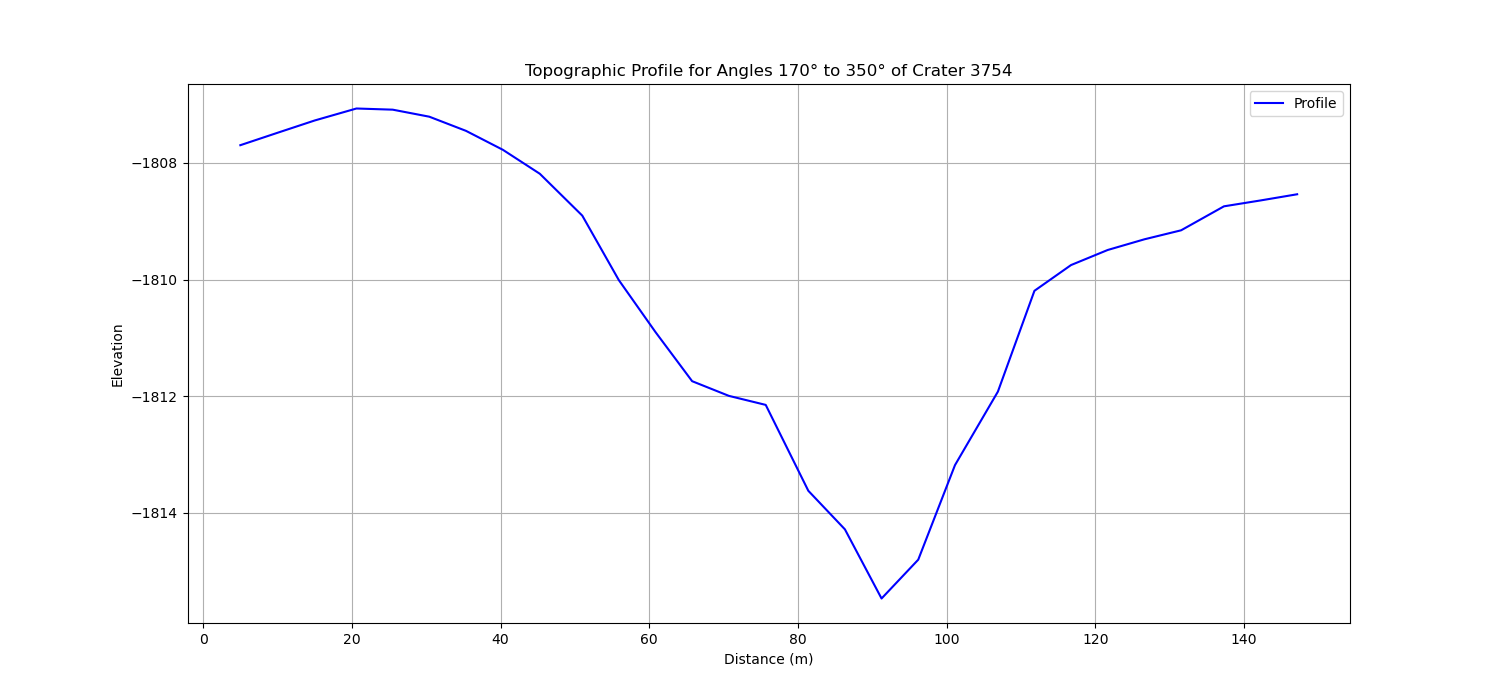 Topographic Profile for Angles 170° to 350° of Crater 3754
Profile
−1808
−1810
−1812
−1814
Elevation
0 20 40 60 80 100 120 140
Distance (m)